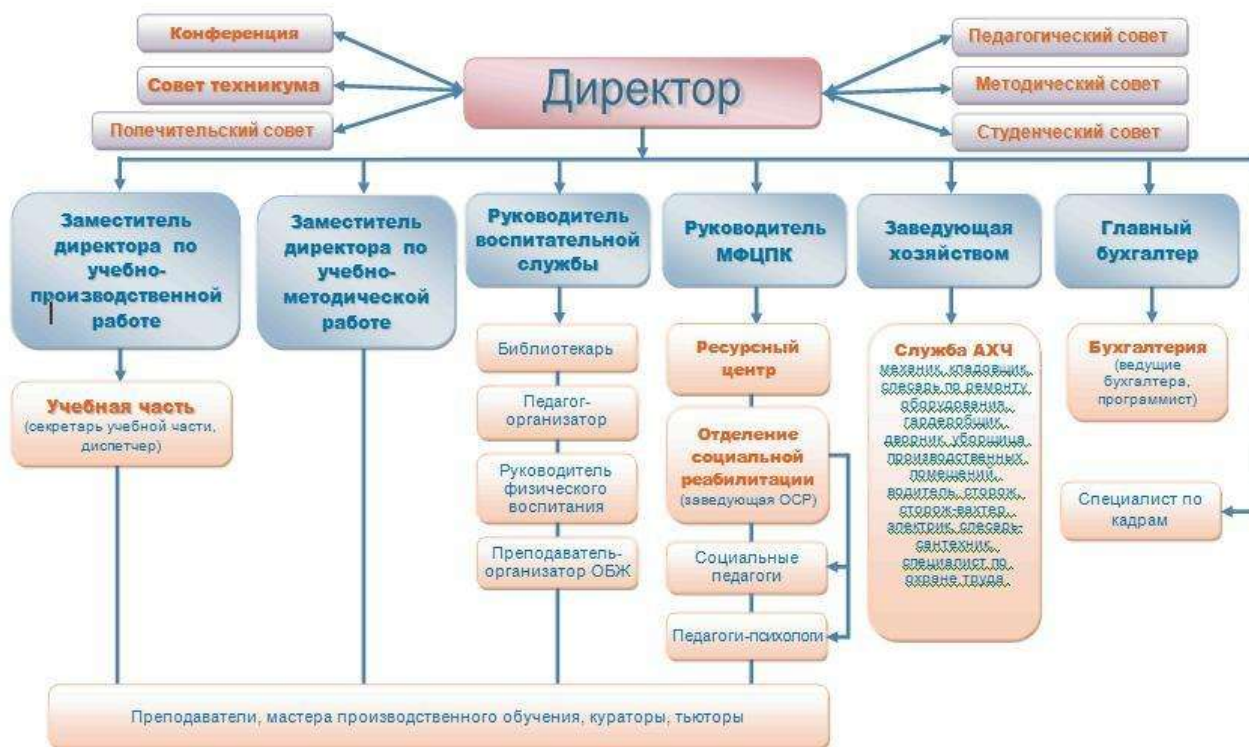 Конференция
Совет техникума
Попечительский совет
Директор
Педагогический совет
Методический совет
Студенческий совет
Заместитель
директора по
учебно-
производственной
работе
Заместитель
директора по
учебно-
методической
работе
Руководитель
воспитательной
службы
Руководитель
МФЦПК
Заведующая
хозяйством
Главный
бухгалтер
Учебная часть
(секретарь учебной части,
диспетчер)
Библиотекарь
Педагог-
организатор
Руководитель
физического
воспитания
Преподаватель-
организатор ОБЖ
Ресурсный
центр
Отделение
социальной
реабилитации
(заведующая ОСР)
Социальные
педагоги
Педагоги-психологи
Служба АХЧ
механик, кладовщик,
слесарь по ремонту
оборудования,
гардеробщик,
дворник, уборщица
производственных
помещений,
водитель, сторож,
сторож-вахтер,
электрик, слесарь-
сантехник,
специалист по
охране труда
Бухгалтерия
(ведущие
бухгалтера,
программист)
Специалист по
кадрам
Преподаватели, мастера производственного обучения, кураторы, тьюторы